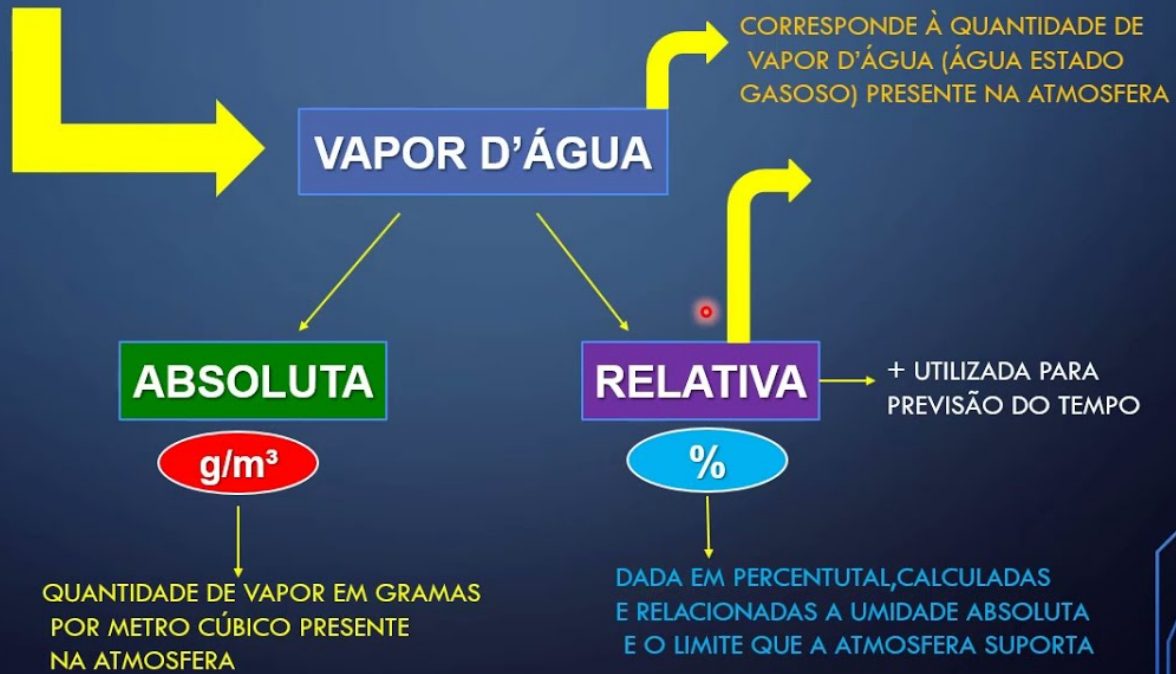 CORRESPONDE À QUANTIDADE DE
VAPOR D'ÁGUA (ÁGUA ESTADO
GASOSO) PRESENTE NA ATMOSFERA
VAPOR D'ÁGUA
ABSOLUTA
g/m³
QUANTIDADE DE VAPOR EM GRAMAS
POR METRO CÚBICO PRESENTE
NA ATMOSFERA
RELATIVA
+ UTILIZADA PARA
PREVISÃO DO TEMPO
%
DADA EM PERCENTUTAL,CALCULADAS
E RELACIONADAS A UMIDADE ABSOLUTA
E O LIMITE QUE A ATMOSFERA SUPORTA